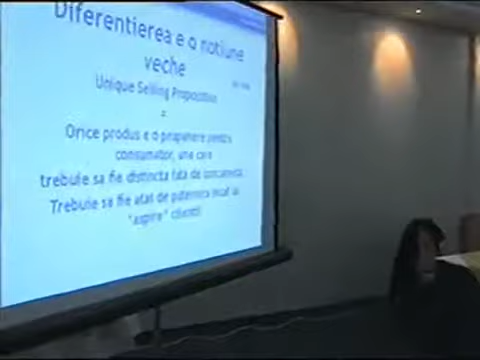 Diferentierea e o notiune
veche
Unique Selling Proposition
=
Orice produs e o propunere pentru
consumator, una care
trebuie sa fie distincta fata de concurenta.
Trebuie sa fie atat de puternica incat sa
"aspire" clientii